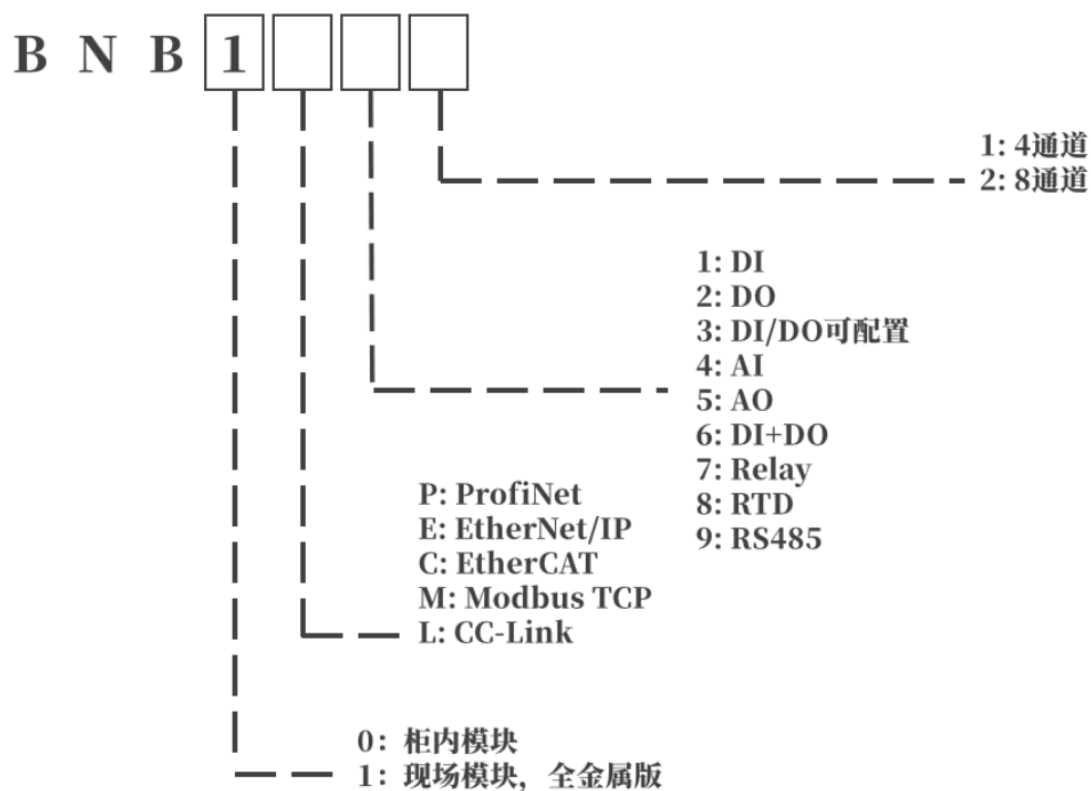 B N B 1
1: 4通道
2: 8通道
1: DI
2: DO
3: DI/DO可配置
4: AI
5: AO
6: DI+DO
7: Relay
8: RTD
9: RS485
P: ProfiNet
E: EtherNet/IP
C: EtherCAT
M: Modbus TCP
L: CC-Link
0：柜内模块
1：现场模块，全金属版